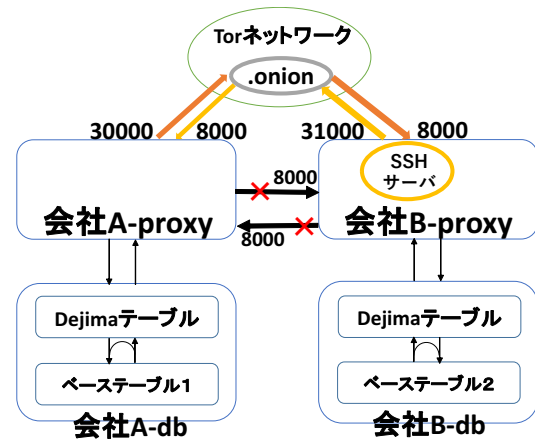 Torネットワーク
.onion
30000
8000
31000
8000
SSH
サーバ
8000
会社A-proxy
会社B-proxy
8000
Dejimaテーブル
Dejimaテーブル
ベーステーブル１
ベーステーブル２
会社A-db
会社B-db